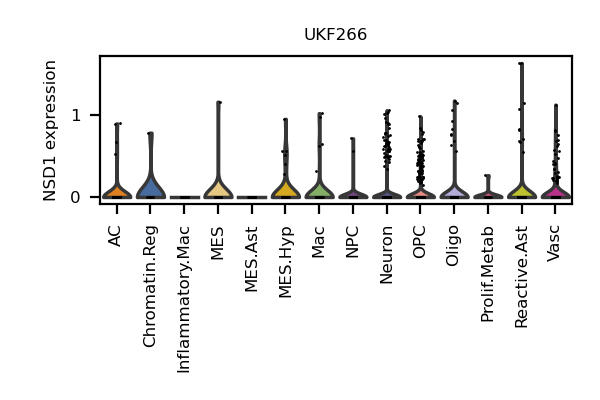 UKF266
NSD1 expression
1
0
AC
Chromatin.Reg
Inflammatory.Mac
MES
MES.Ast
MES.Hyp
Mac
NPC
Neuron
OPC
Oligo
Prolif.Metab
Reactive.Ast
Vasc